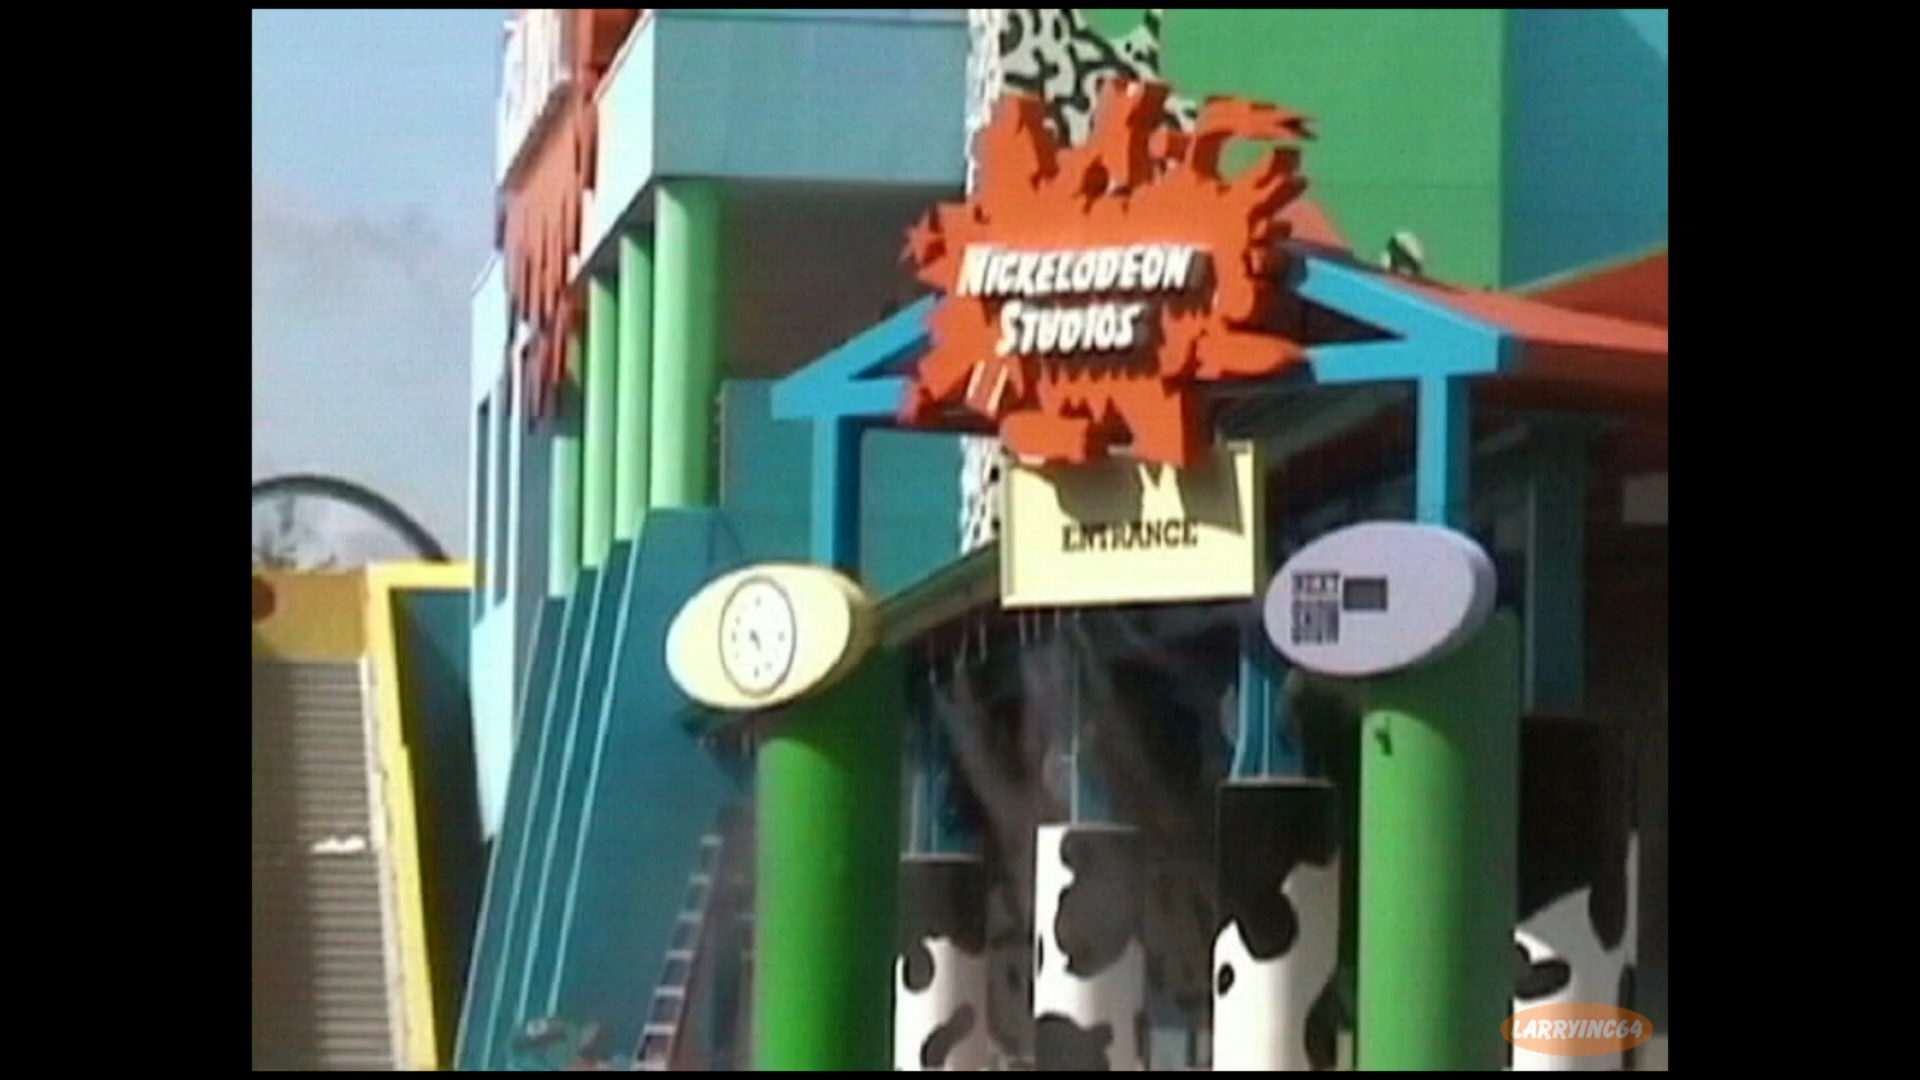 NICKELODEON
STUDIOS
ENTRANCE
NEXT
SHOW
LARRYINC64